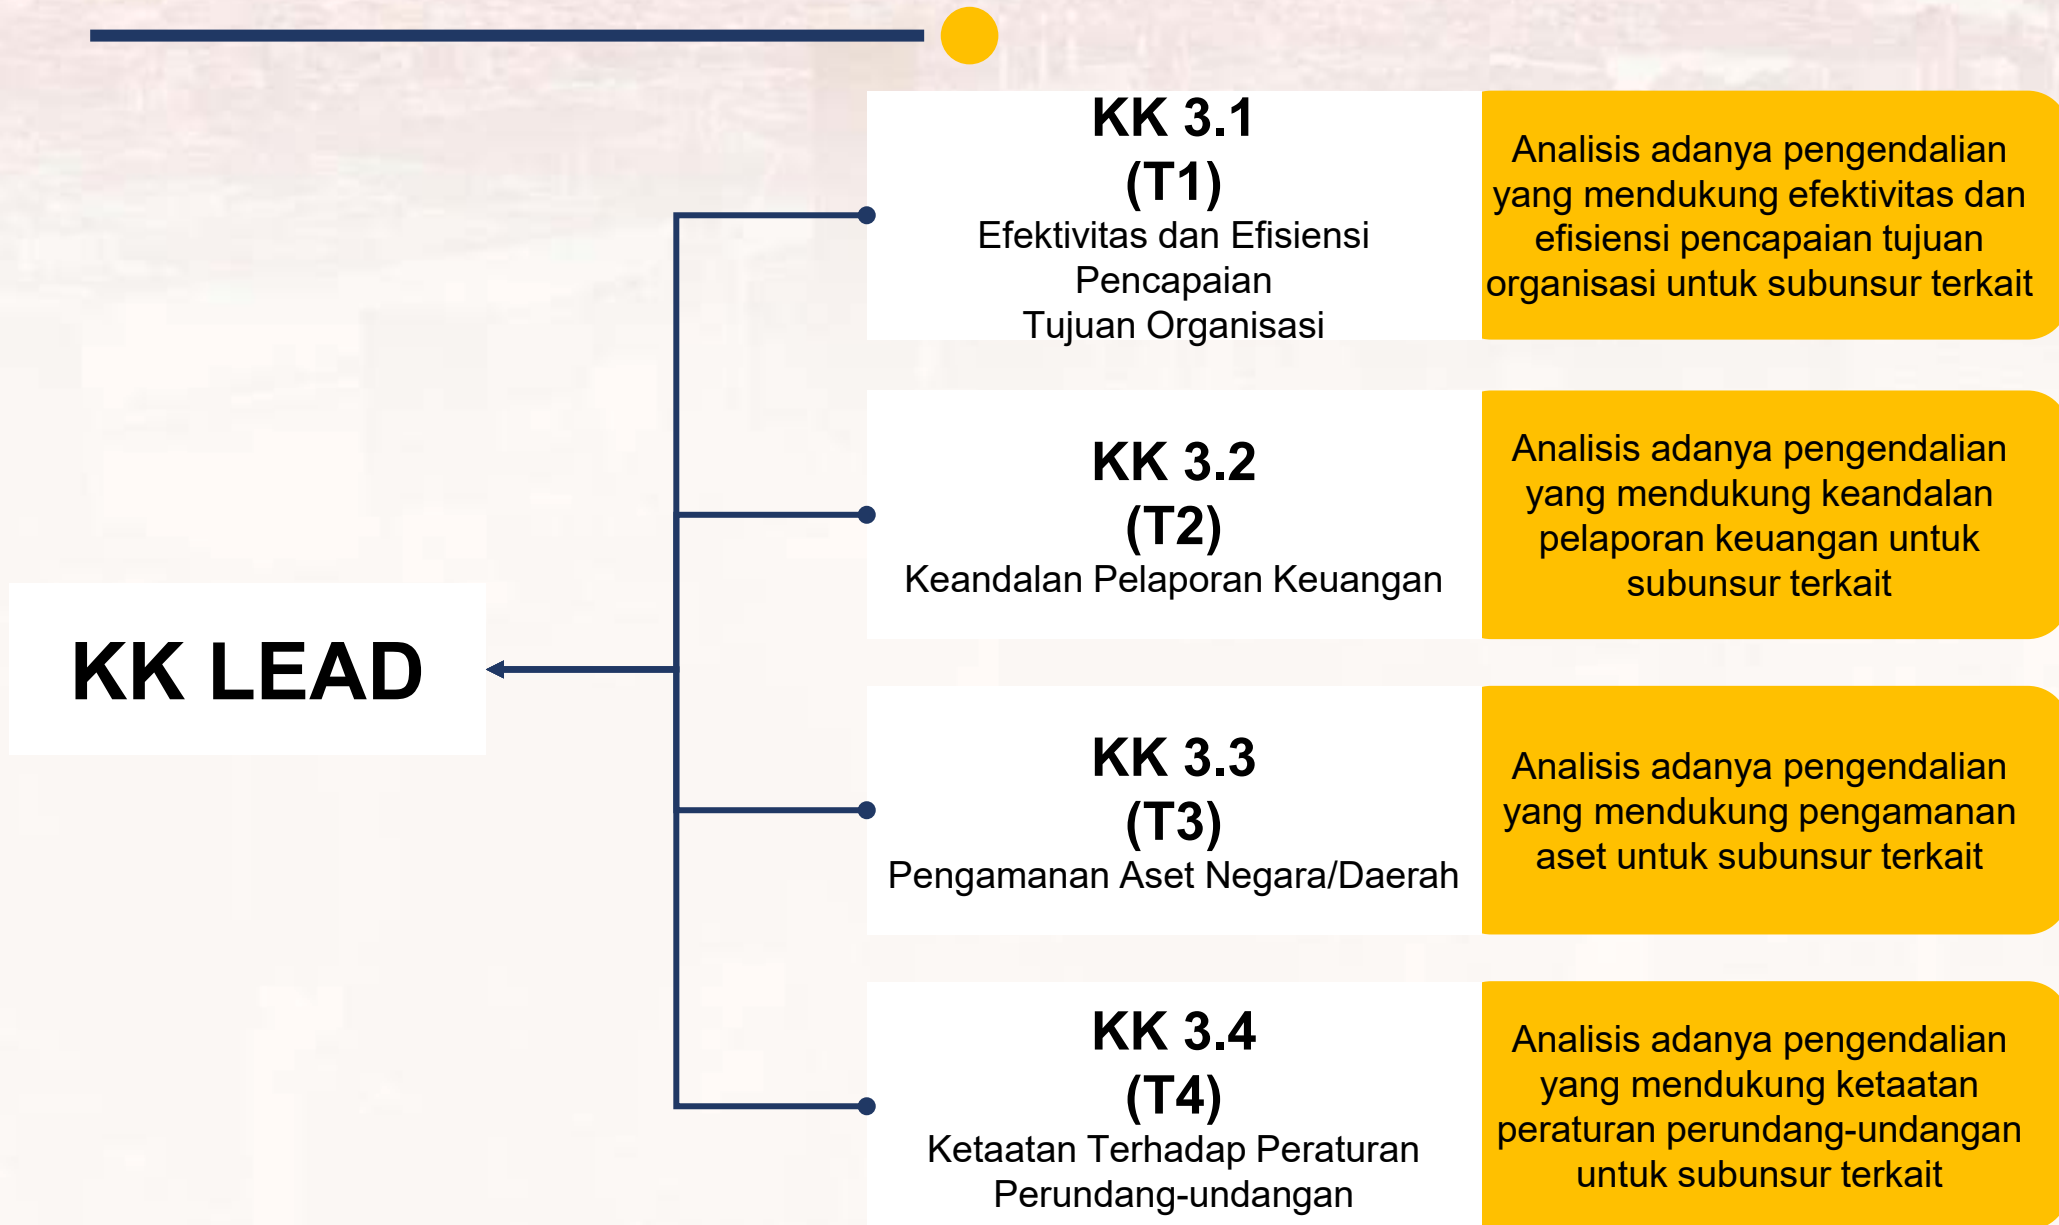 KK LEAD
KK 3.1
(T1)
Efektivitas dan Efisiensi
Pencapaian
Tujuan Organisasi
Analisis adanya pengendalian
yang mendukung efektivitas dan
efisiensi pencapaian tujuan
organisasi untuk subunsur terkait
KK 3.2
(T2)
Keandalan Pelaporan Keuangan
Analisis adanya pengendalian
yang mendukung keandalan
pelaporan keuangan untuk
subunsur terkait
KK 3.3
(T3)
Pengamanan Aset Negara/Daerah
Analisis adanya pengendalian
yang mendukung pengamanan
aset untuk subunsur terkait
KK 3.4
(T4)
Ketaatan Terhadap Peraturan
Perundang-undangan
Analisis adanya pengendalian
yang mendukung ketaatan
peraturan perundang-undangan
untuk subunsur terkait